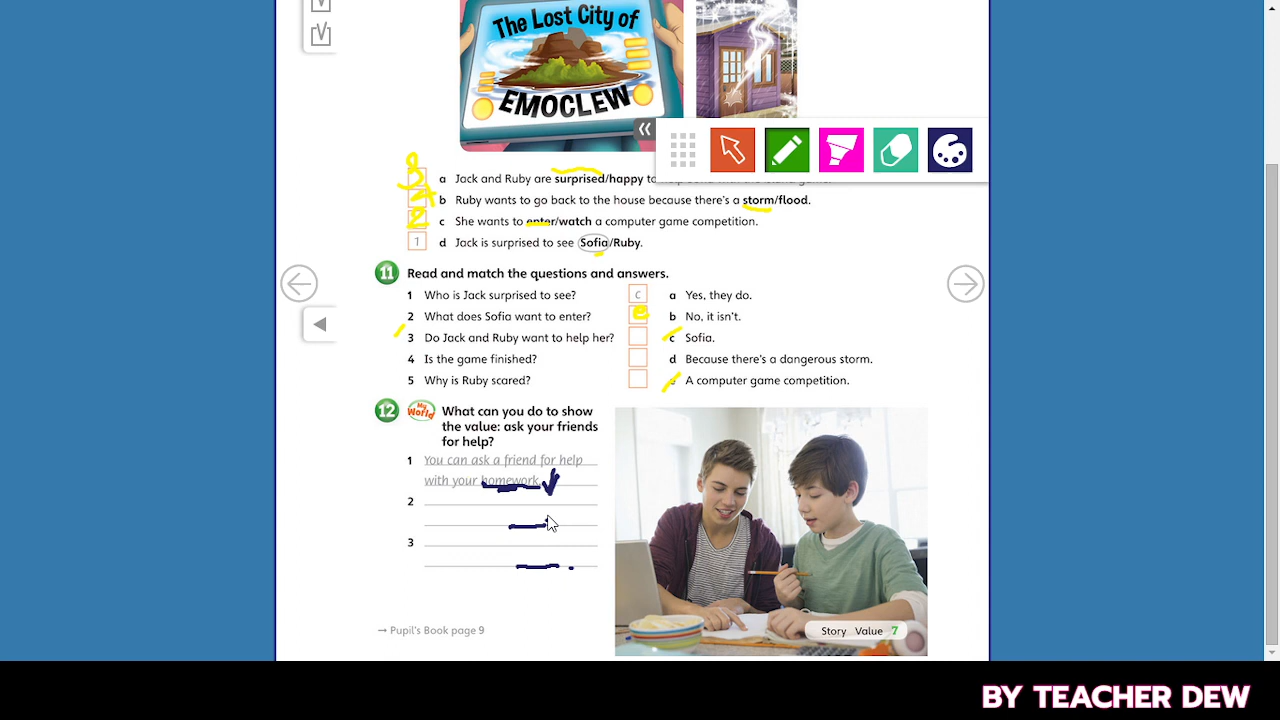 The Lost City of
EMOCLEW
3 a Jack and Ruby are surprised/happy to
4 b Ruby wants to go back to the house because there's a storm/flood.
2 c She wants to enter/watch a computer game competition.
1 d Jack is surprised to see Sofia/Ruby.
11 Read and match the questions and answers.
1 Who is Jack surprised to see? c a Yes, they do.
2 What does Sofia want to enter? e b No, it isn't.
3 Do Jack and Ruby want to help her? c Sofia.
4 Is the game finished? d Because there's a dangerous storm.
5 Why is Ruby scared? e A computer game competition.
12 My World What can you do to show
the value: ask your friends
for help?
1 You can ask a friend for help
with your homework.
2
3
→ Pupil's Book page 9
Story Value 7
BY TEACHER DEW